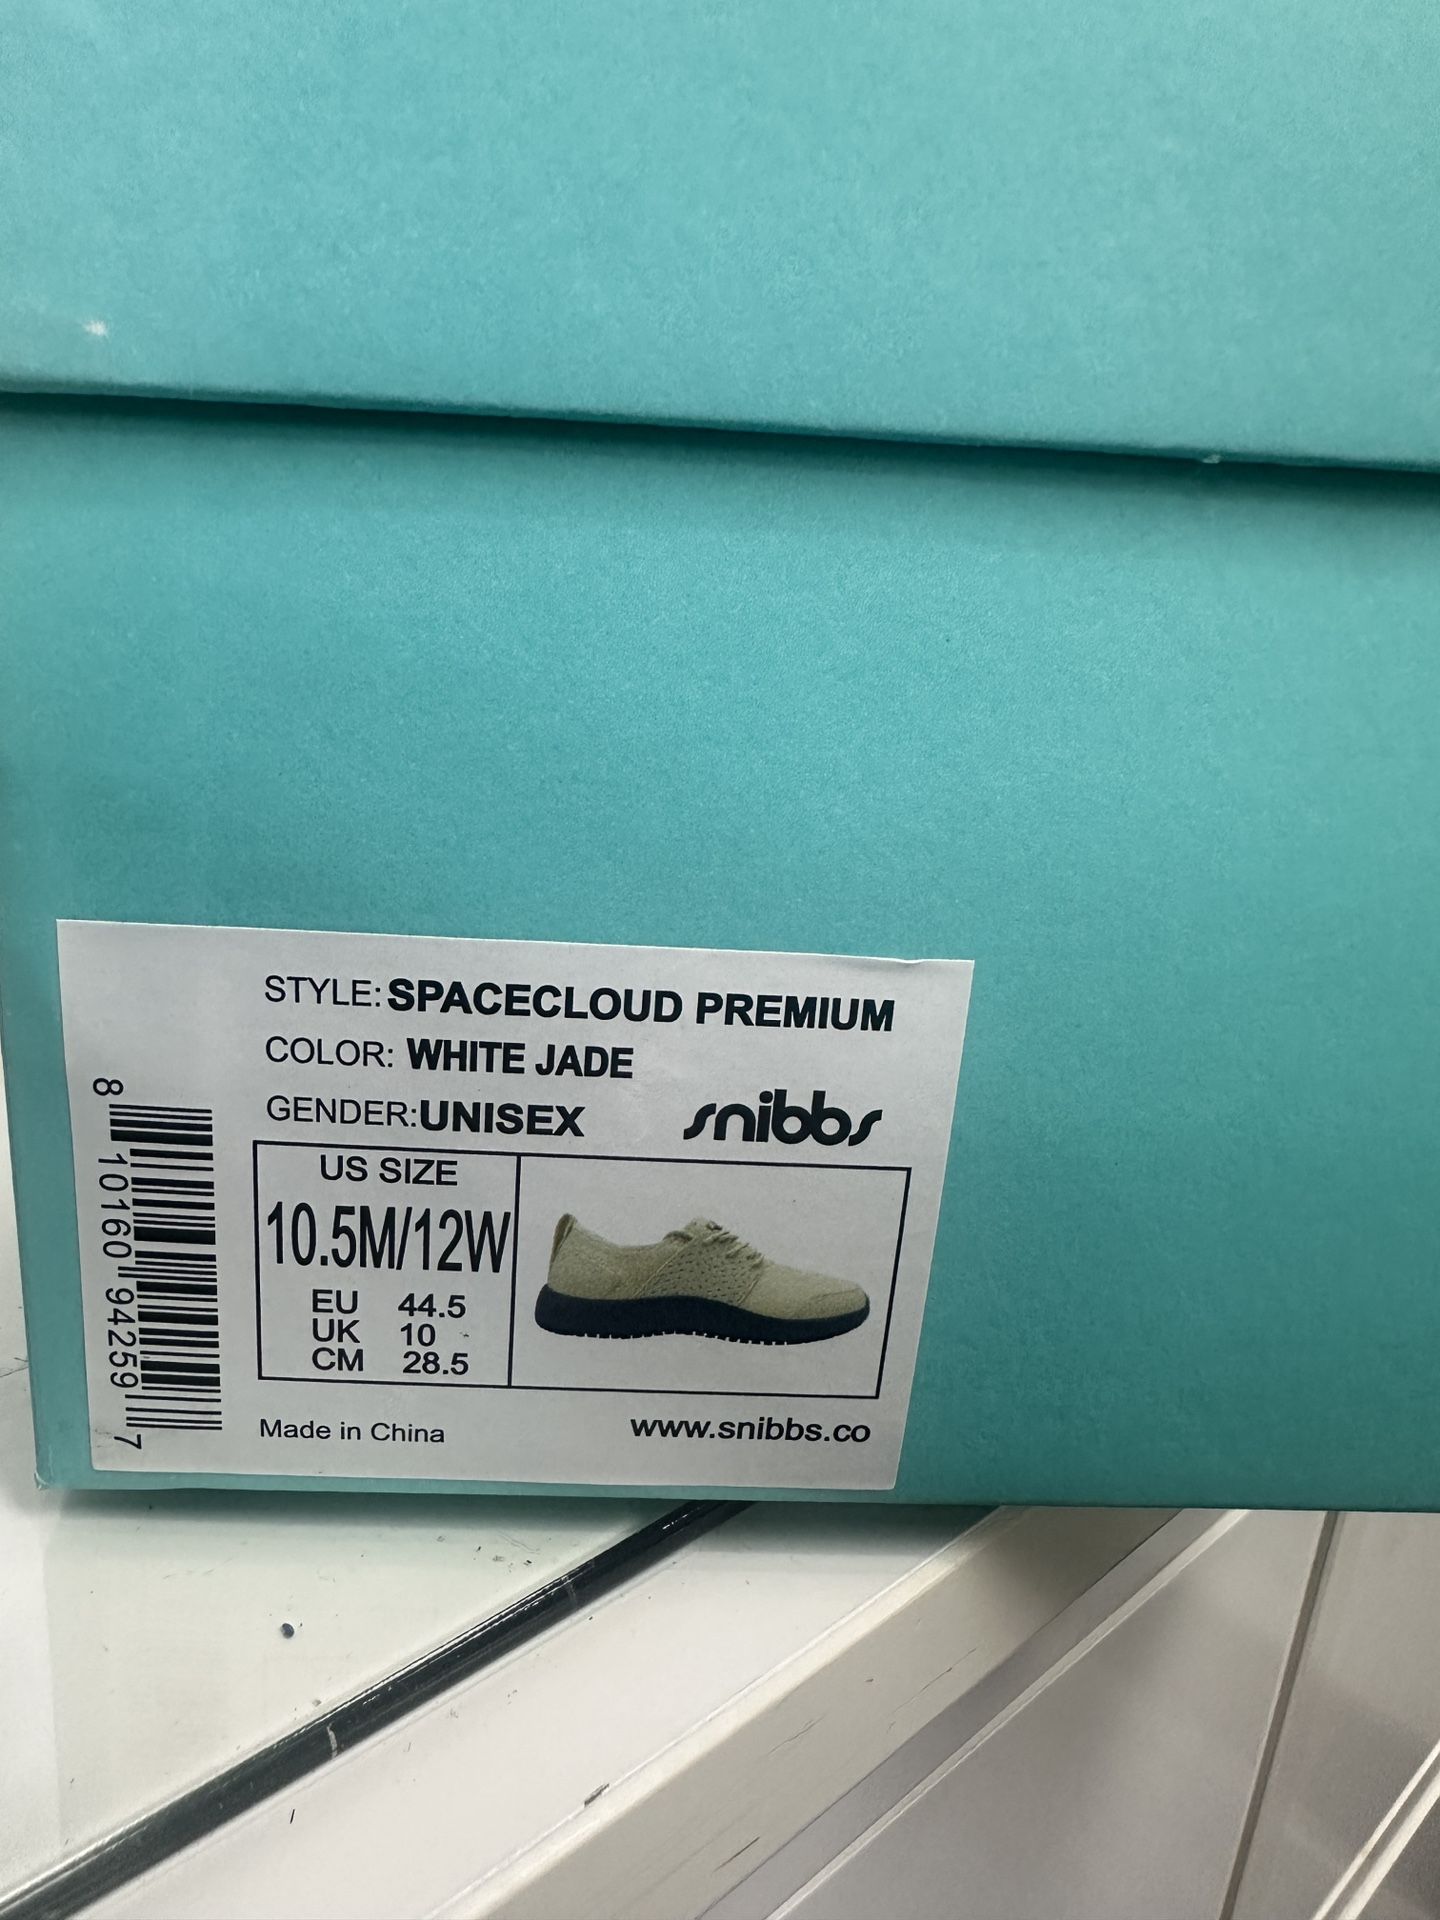 STYLE: SPACECLOUD PREMIUM
COLOR: WHITE JADE
GENDER: UNISEX
snibbs
US SIZE
10.5M/12W
EU 44.5
UK 10
CM 28.5
Made in China
www.snibbs.co
8 10160 94259 7